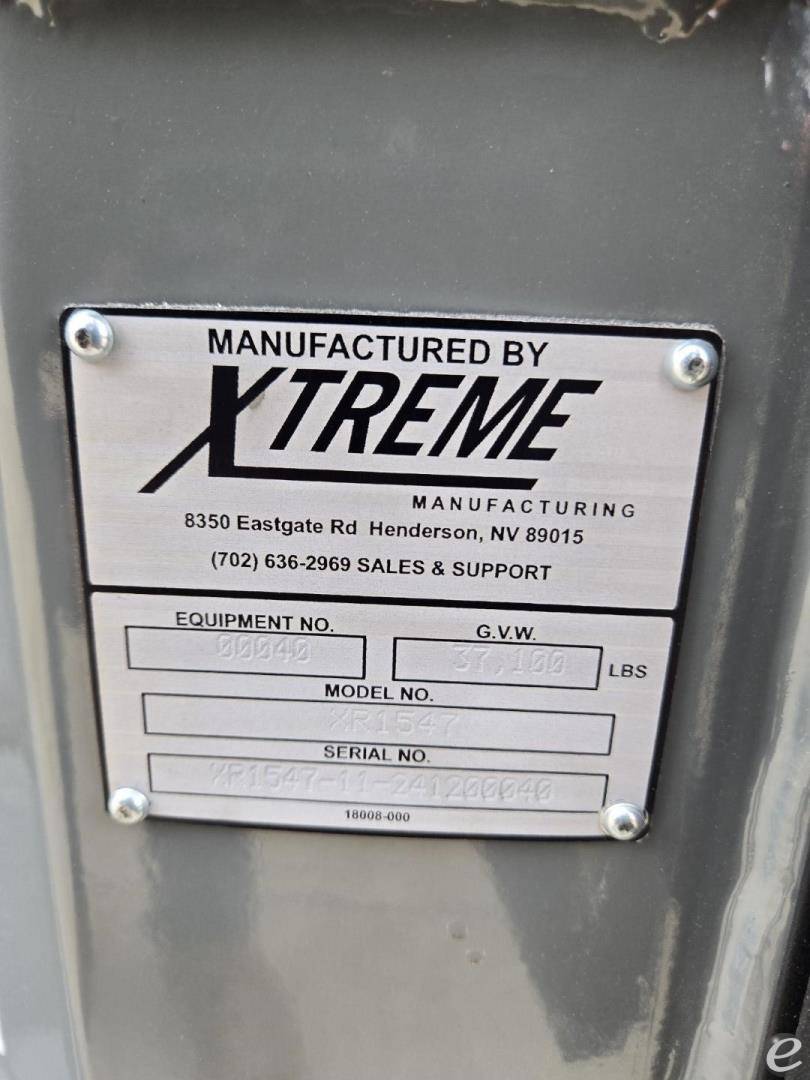 MANUFACTURED BY
XTREME
MANUFACTURING
8350 Eastgate Rd Henderson, NV 89015
(702) 636-2969 SALES & SUPPORT
EQUIPMENT NO.
00040
G.V.W.
37,100 LBS
MODEL NO.
XR1547
SERIAL NO.
XR1547-11-241200040
18008-000
e